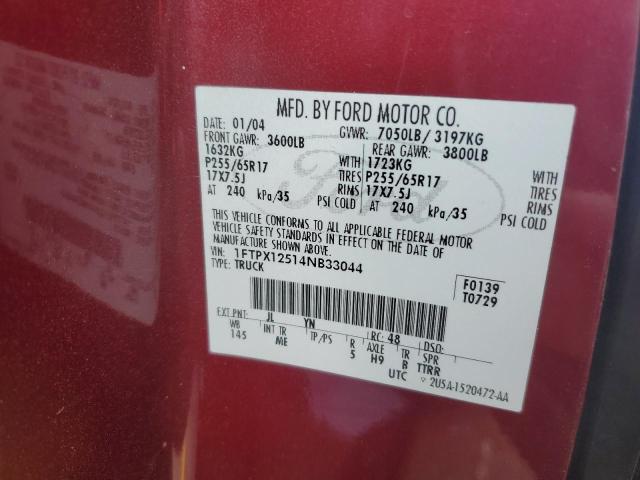 MFD. BY FORD MOTOR CO.
DATE: 01/04 GVWR: 7050LB/ 3197KG
FRONT GAWR: 3600LB REAR GAWR: 3800LB
1632KG WITH 1723KG WITH
P255/65R17 TIRES P255/65R17 TIRES
17X7.5J RIMS 17X7.5J RIMS
AT 240 kPa/35 PSI COLD AT 240 kPa/35 PSI COLD
THIS VEHICLE CONFORMS TO ALL APPLICABLE FEDERAL MOTOR
VEHICLE SAFETY STANDARDS IN EFFECT ON THE DATE OF
MANUFACTURE SHOWN ABOVE.
VIN: 1FTPX12514NB33044
TYPE: TRUCK
F0139
T0729
EXT PNT: JL YN RC: 48 DSO:
WB INT TR TP/PS R AXLE TR SPR
145 ME 5 H9 B TTRR
UTC 2U5A-1520472-AA
Ford